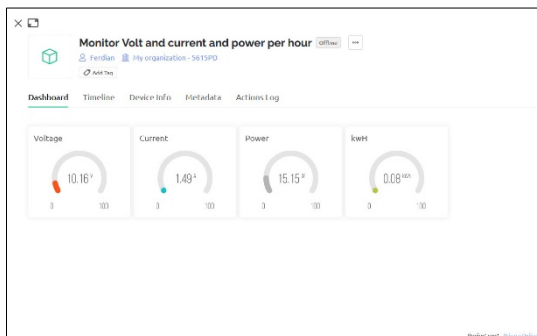 Monitor Volt and current and power per hour Offline
Ferdian My organization - 5615PD
Add Tag
Dashboard Timeline Device Info Metadata Actions Log
Voltage Current Power kwH
10.16 V 1.49 A 15.15 W 0.08 kWh
0 100 0 100 0 100 0 100